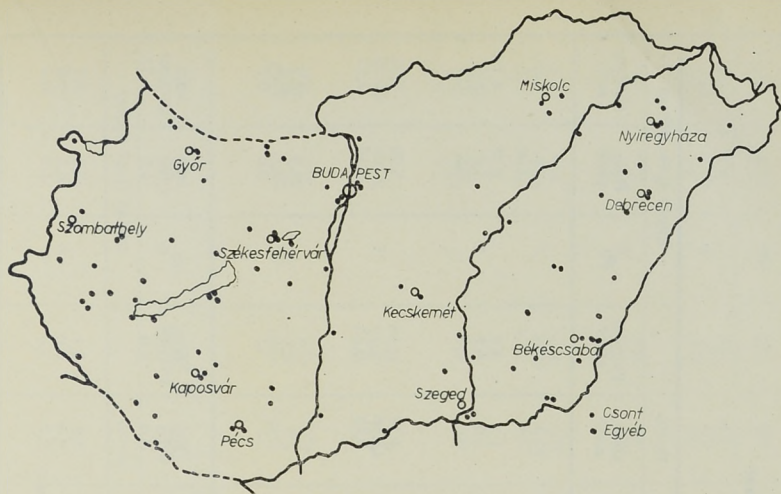 Miskolc
Nyiregyháza
Győr
BUDAPEST
Debrecen
Szombathely
Székesfehérvár
Kecskemét
Békéscsaba
Kaposvár
Szeged
Pécs
Csont
Egyéb